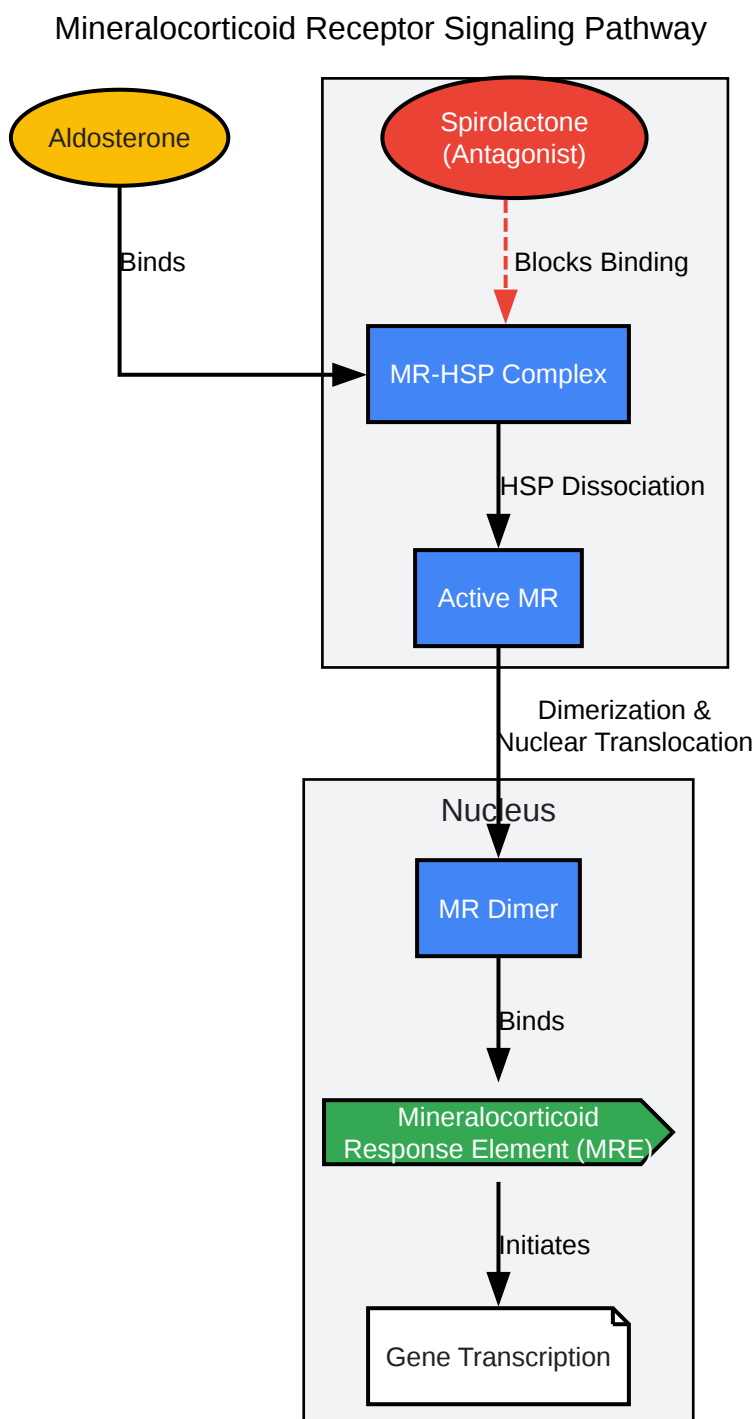 Mineralocorticoid Receptor Signaling Pathway
Aldosterone
Spirolactone
(Antagonist)
Binds
Blocks Binding
MR-HSP Complex
HSP Dissociation
Active MR
Dimerization &
Nuclear Translocation
Nucleus
MR Dimer
Binds
Mineralocorticoid
Response Element (MRE)
Initiates
Gene Transcription